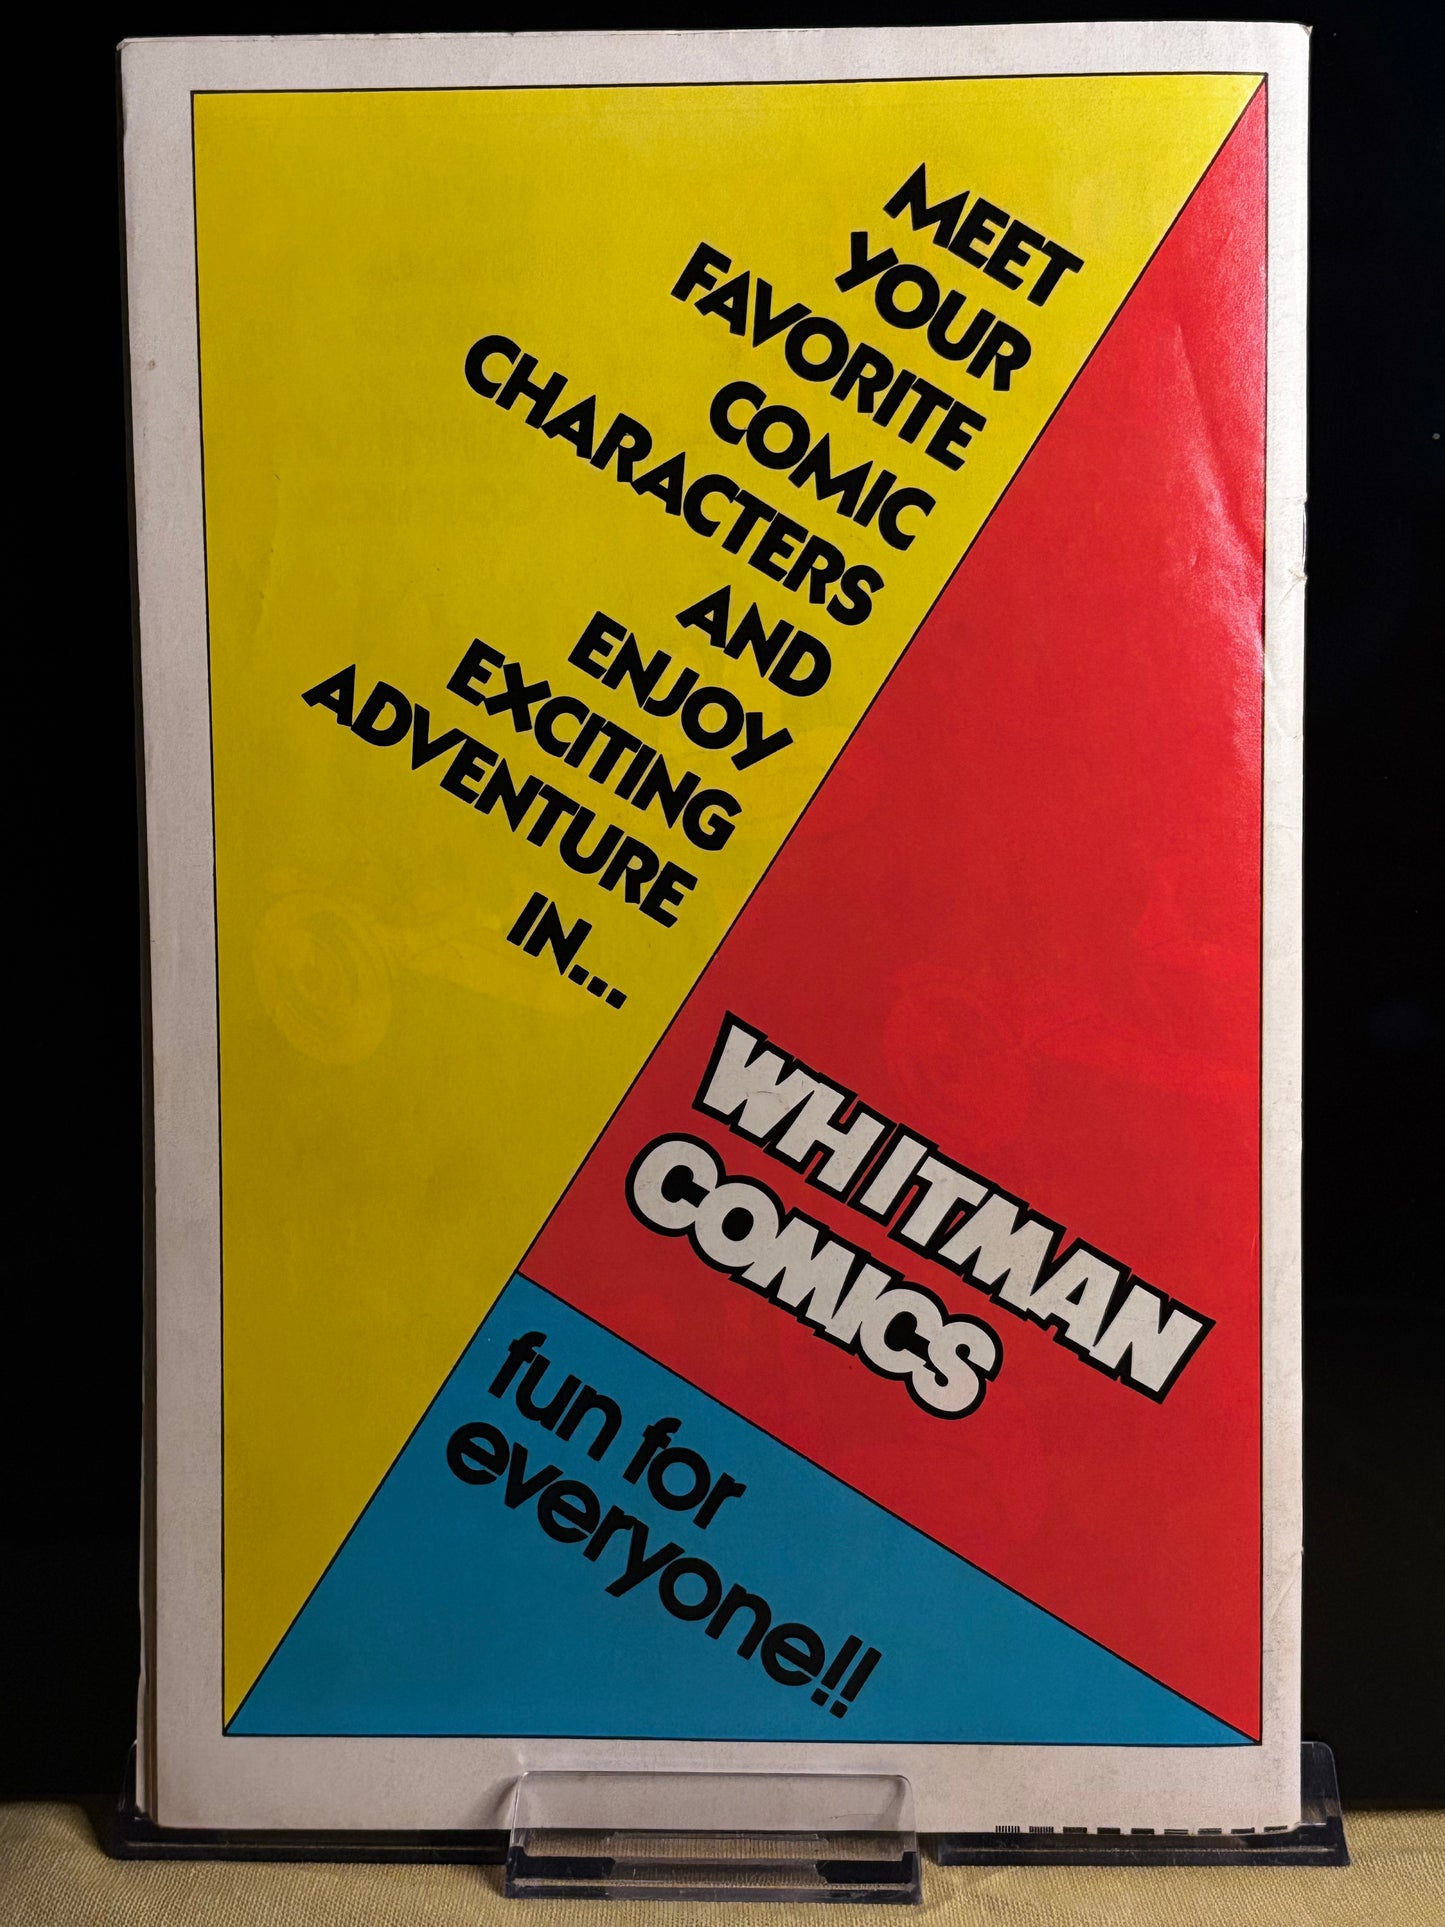 MEET
YOUR
FAVORITE
COMIC
CHARACTERS
AND
ENJOY
EXCITING
ADVENTURE
IN...
WHITMAN
COMICS
fun for
everyone!!